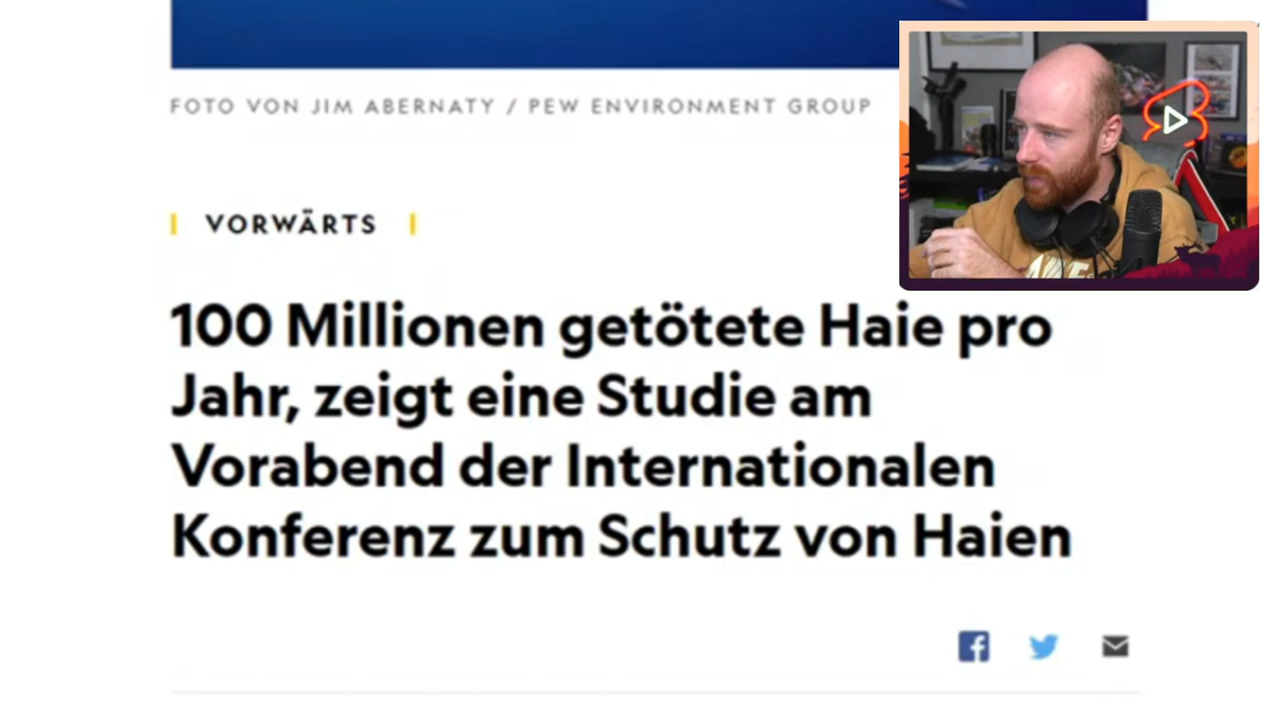 FOTO VON JIM ABERNATY / PEW ENVIRONMENT GROUP
VORWÄRTS
100 Millionen getötete Haie pro
Jahr, zeigt eine Studie am
Vorabend der Internationalen
Konferenz zum Schutz von Haien